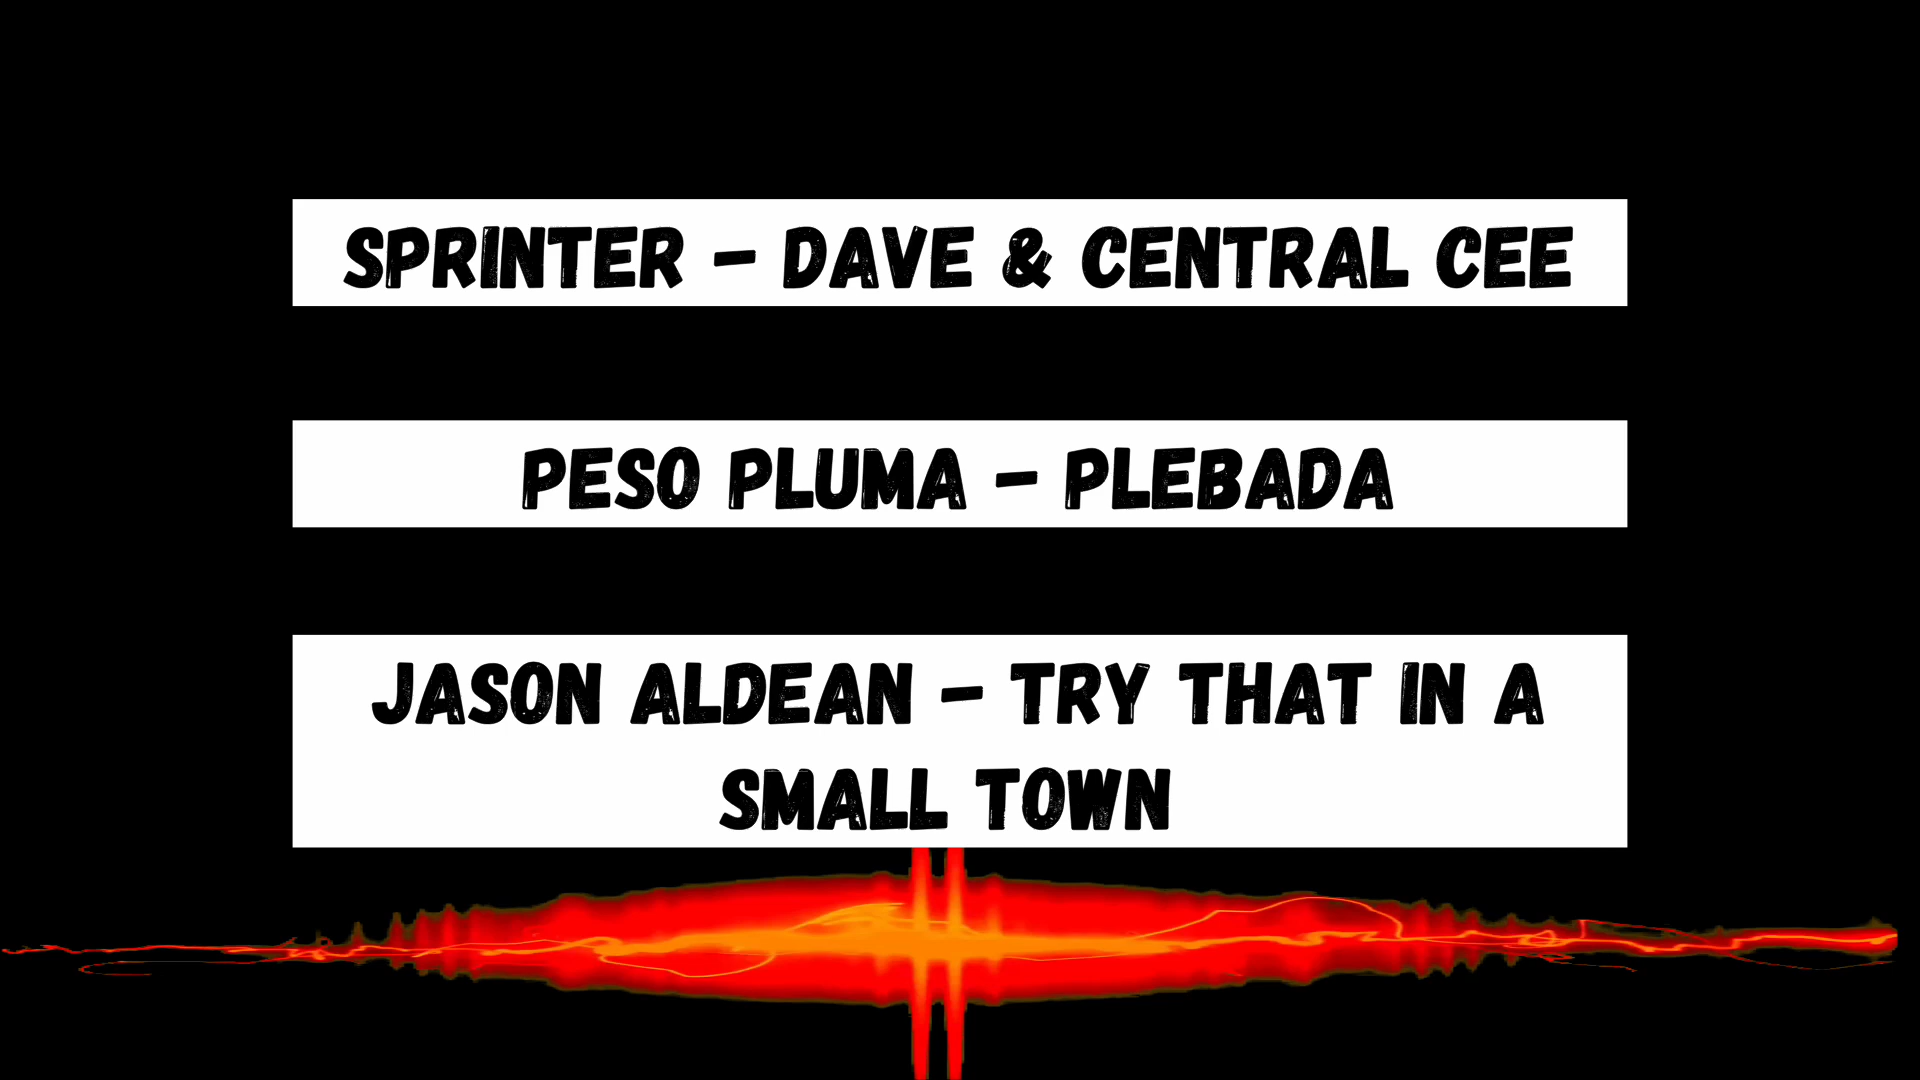 SPRINTER – DAVE & CENTRAL CEE
PESO PLUMA – PLEBADA
JASON ALDEAN – TRY THAT IN A
SMALL TOWN